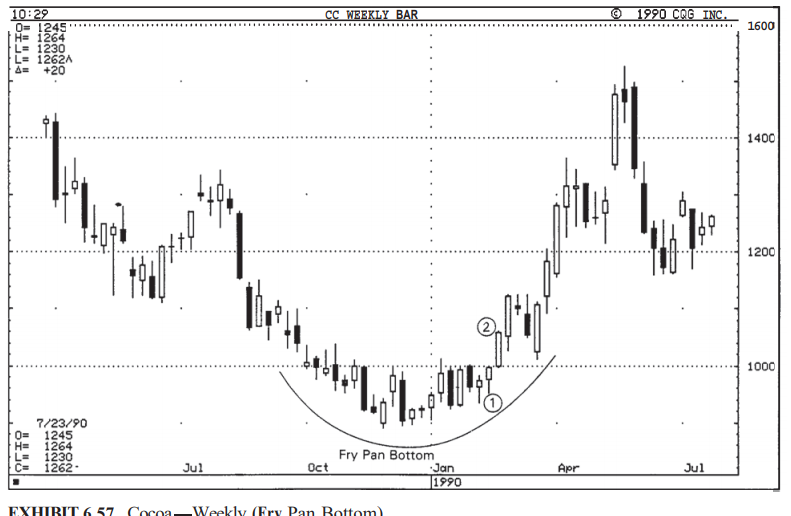 10:29 CC WEEKLY BAR © 1990 CQG INC.
O= 1245
H= 1264
L= 1230
L= 1262^
Δ= +20
1600
1400
1200
1000
2
1
7/23/90
O= 1245
H= 1264
L= 1230
C= 1262-
Fry Pan Bottom
Jul Oct Jan Apr Jul
1990
EXHIBIT 6.57 Cocoa—Weekly (Fry Pan Bottom)